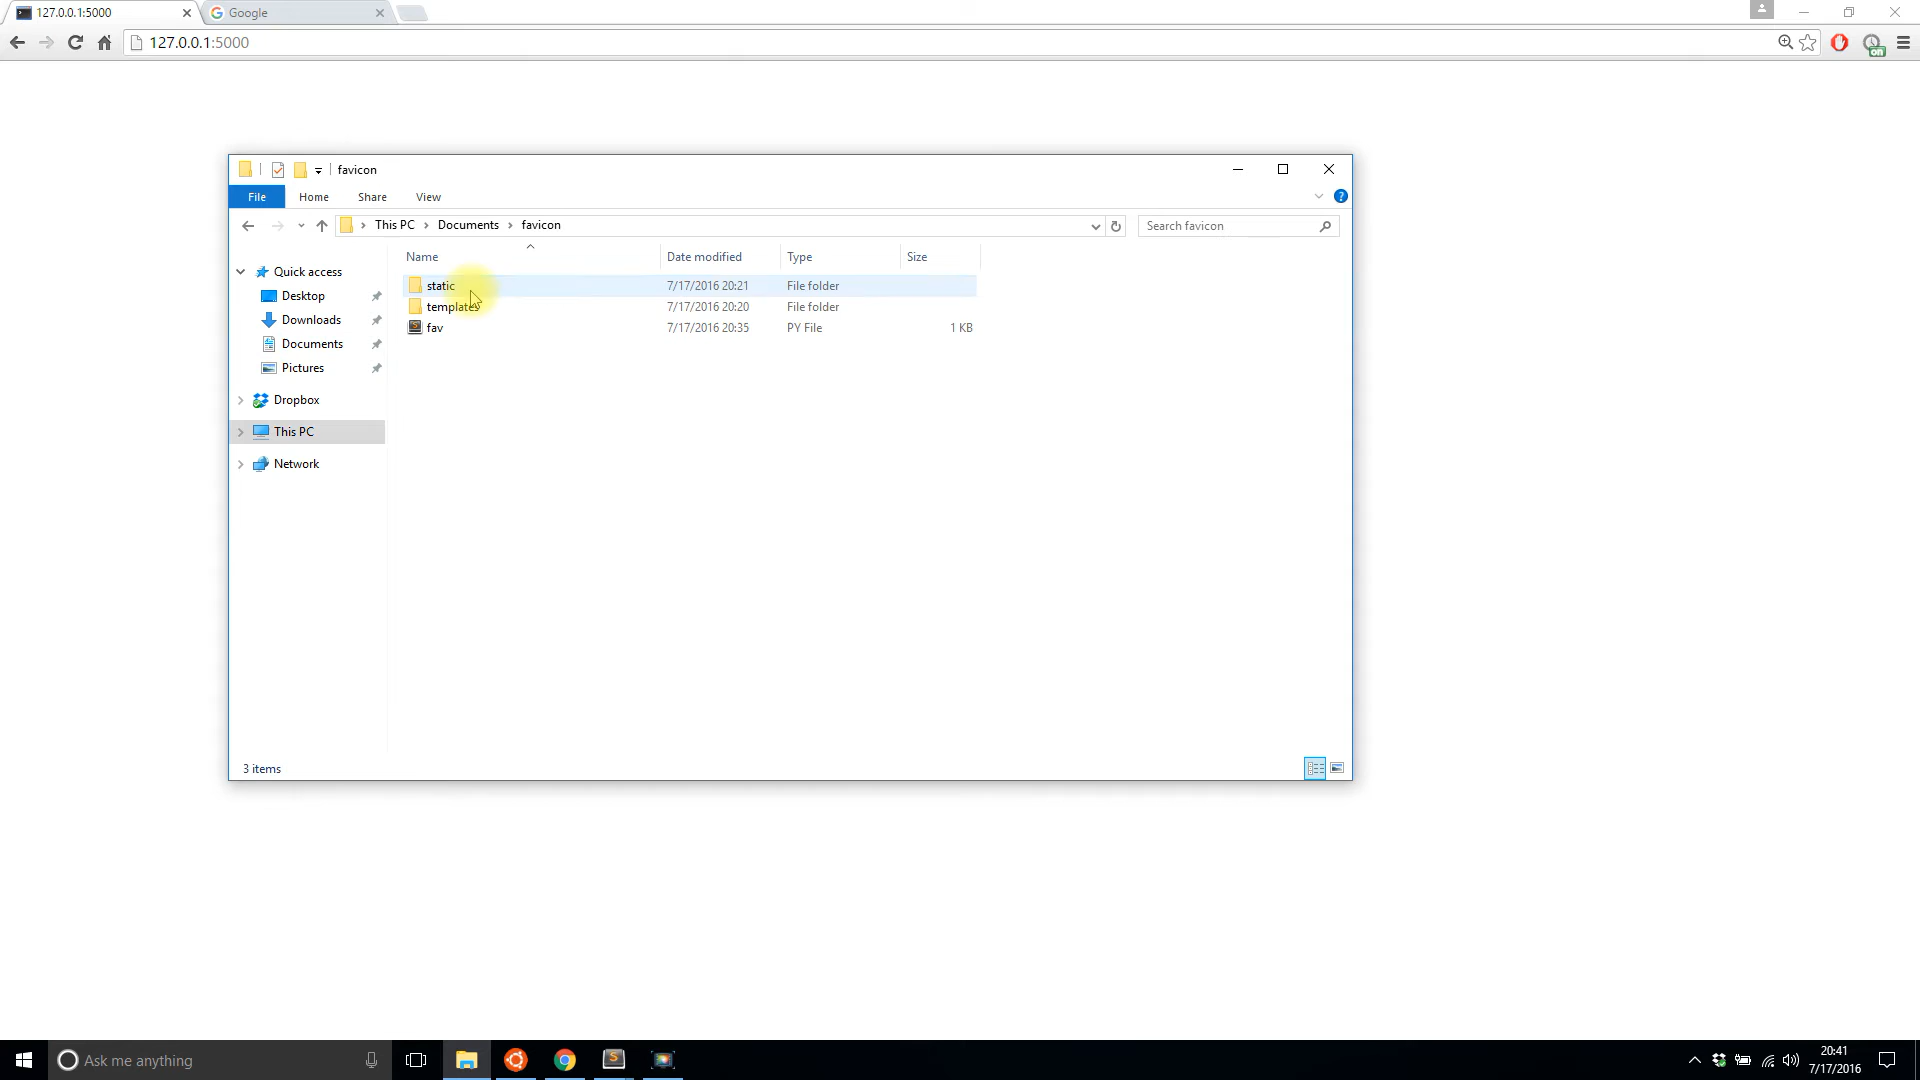 127.0.0.1:5000
Google
127.0.0.1:5000
on
favicon
File Home Share View
This PC Documents favicon
Search favicon
Name Date modified Type Size
Quick access
Desktop
Downloads
Documents
Pictures
Dropbox
This PC
Network
static 7/17/2016 20:21 File folder
templates 7/17/2016 20:20 File folder
fav 7/17/2016 20:35 PY File 1 KB
3 items
Ask me anything
20:41
7/17/2016